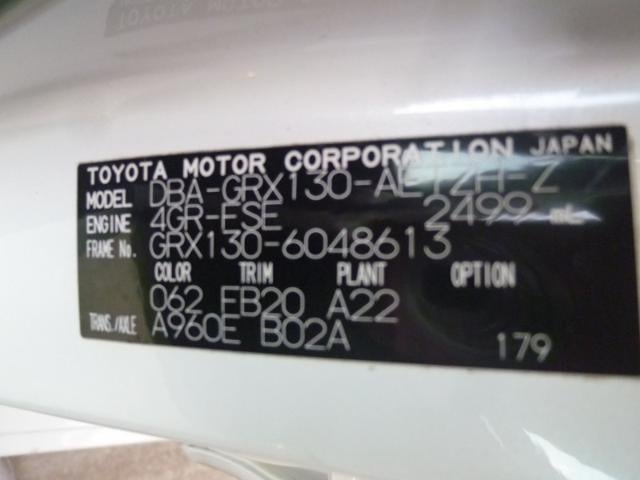 TOYOTA MOTOR CORPORATION JAPAN
MODEL DBA-GRX130-AETZH-Z
ENGINE 4GR-FSE 2499 mL
FRAME No. GRX130-6048613
COLOR TRIM PLANT OPTION
062 FB20 A22
TRANS./AXLE A960E B02A
179